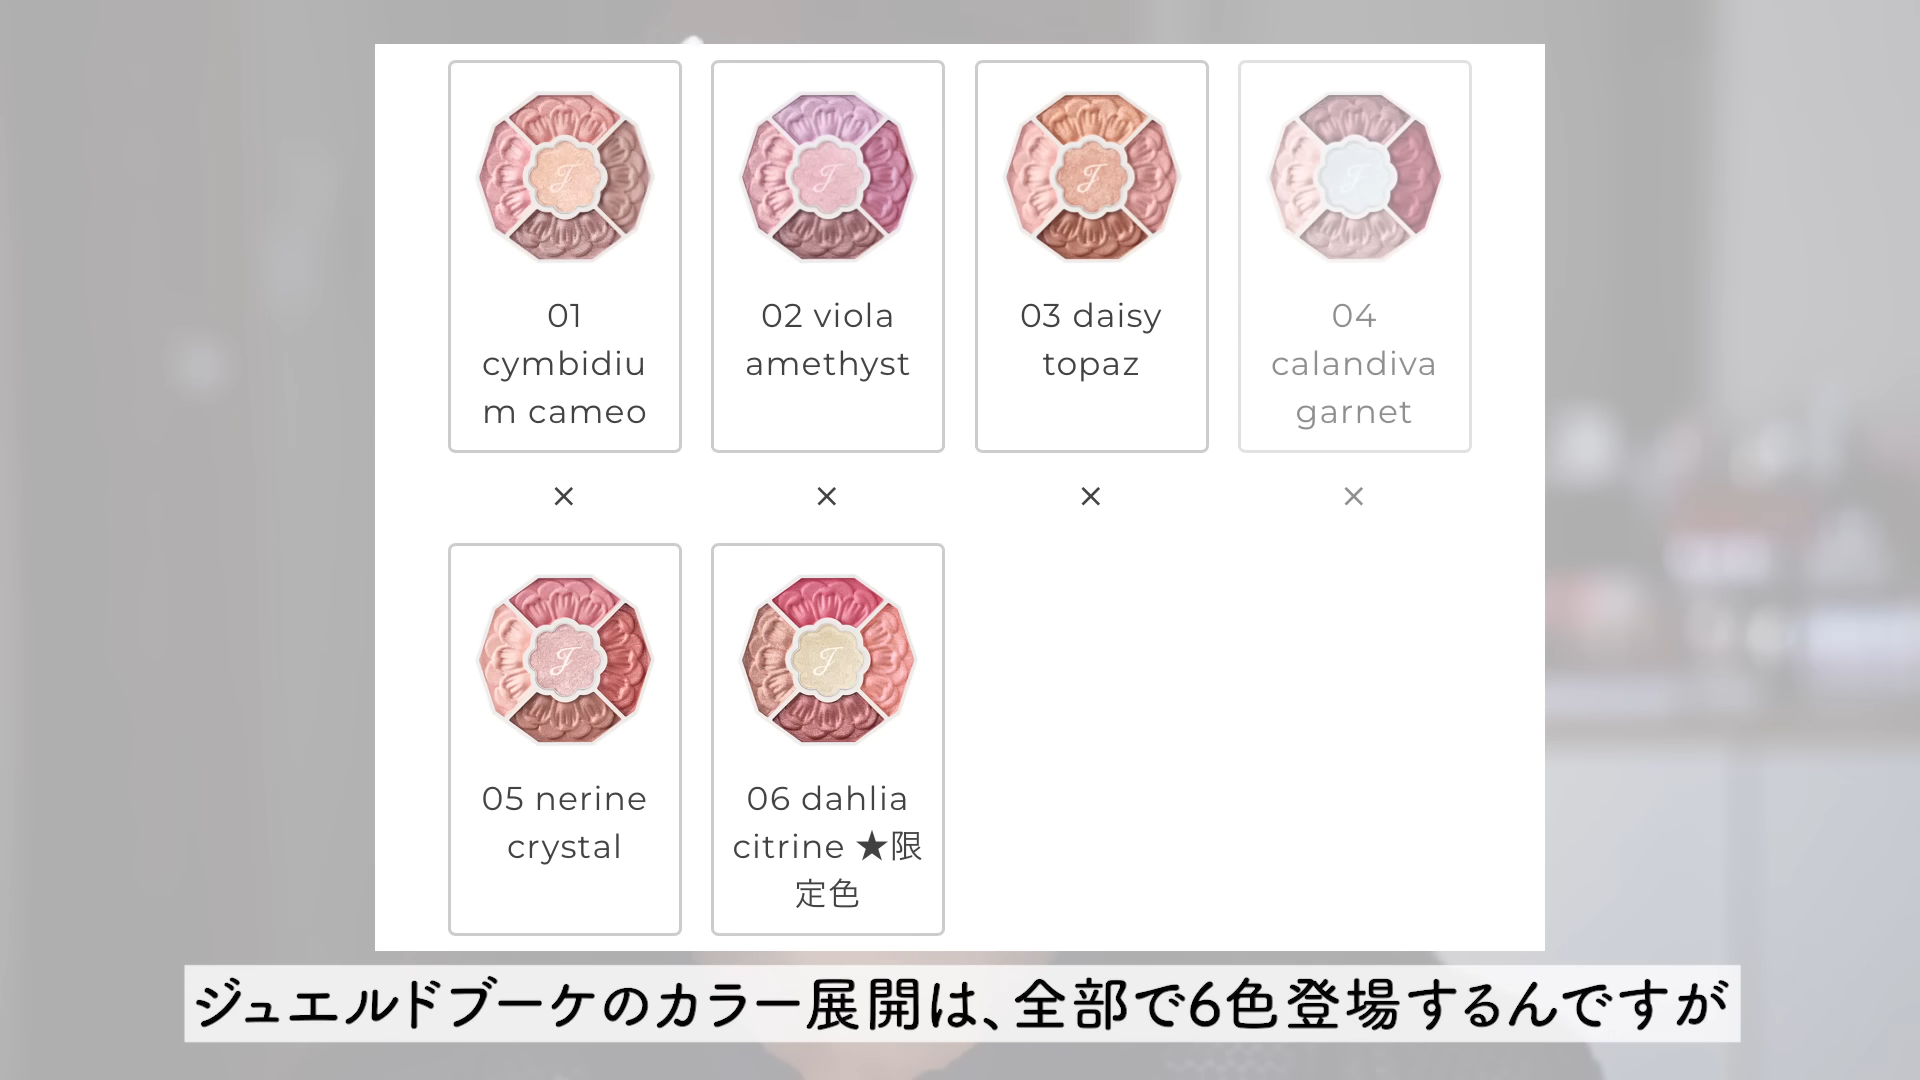 01
cymbidiu
m cameo
02 viola
amethyst
03 daisy
topaz
04
calandiva
garnet
×
×
×
×
05 nerine
crystal
06 dahlia
citrine ★限
定色
ジュエルドブーケのカラー展開は、全部で6色登場するんですが